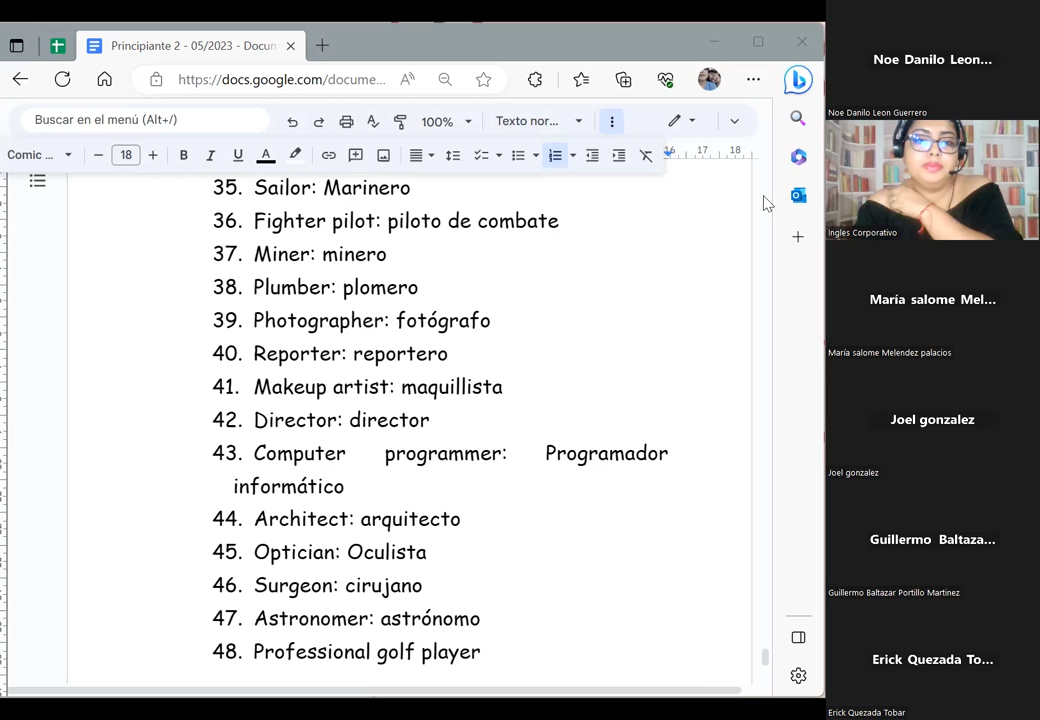 Principiante 2 - 05/2023 - Docum
https://docs.google.com/docume...
Buscar en el menú (Alt+/)
100%
Texto nor...
Comic ...
18
16 17 18
35. Sailor: Marinero
36. Fighter pilot: piloto de combate
37. Miner: minero
38. Plumber: plomero
39. Photographer: fotógrafo
40. Reporter: reportero
41. Makeup artist: maquillista
42. Director: director
43. Computer programmer: Programador
informático
44. Architect: arquitecto
45. Optician: Oculista
46. Surgeon: cirujano
47. Astronomer: astrónomo
48. Professional golf player
Noe Danilo Leon...
Noe Danilo Leon Guerrero
Ingles Corporativo
María salome Mel...
María salome Melendez palacios
Joel gonzalez
Joel gonzalez
Guillermo Baltaza...
Guillermo Baltazar Portillo Martinez
Erick Quezada To...
Erick Quezada Tobar